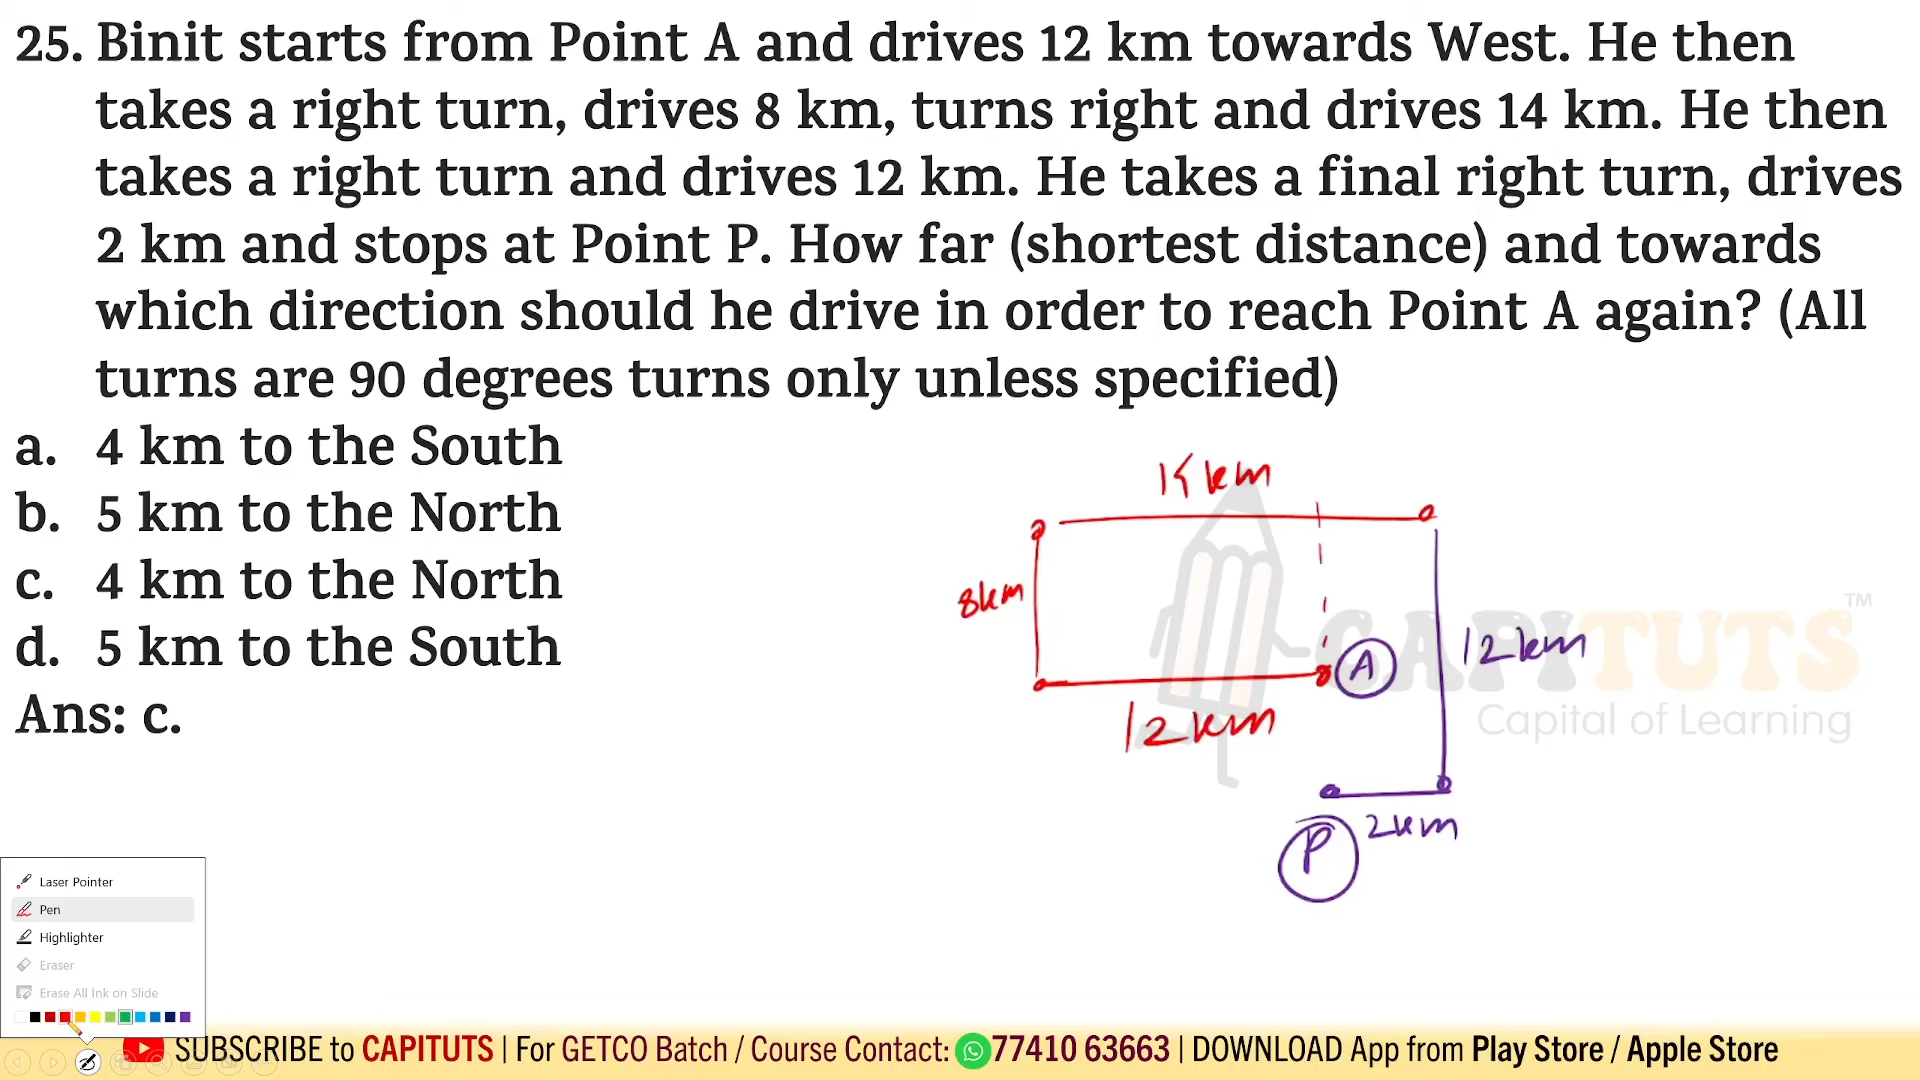 25. Binit starts from Point A and drives 12 km towards West. He then
takes a right turn, drives 8 km, turns right and drives 14 km. He then
takes a right turn and drives 12 km. He takes a final right turn, drives
2 km and stops at Point P. How far (shortest distance) and towards
which direction should he drive in order to reach Point A again? (All
turns are 90 degrees turns only unless specified)
a. 4 km to the South
b. 5 km to the North
c. 4 km to the North
d. 5 km to the South
Ans: c.
14 km
8km
A
12 km
12 km
2km
P
CAPITUTS™
Capital of Learning
Laser Pointer
Pen
Highlighter
Eraser
Erase All Ink on Slide
SUBSCRIBE to CAPITUTS | For GETCO Batch / Course Contact: 77410 63663 | DOWNLOAD App from Play Store / Apple Store